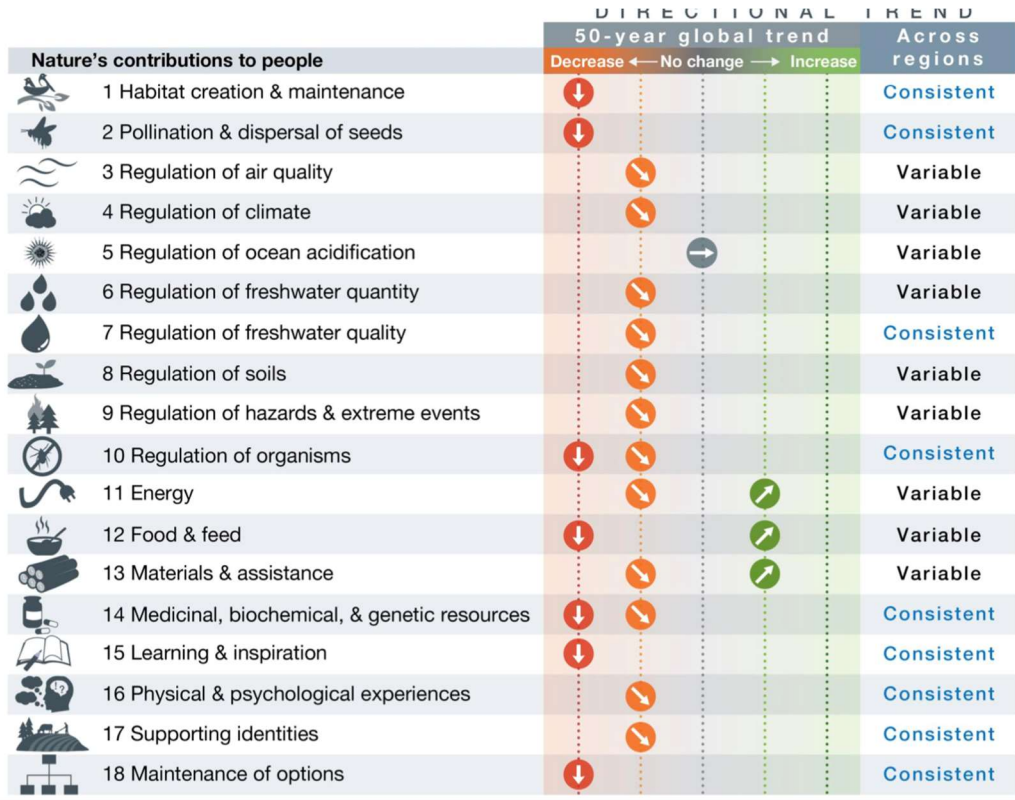 DIRECTIONAL TREND
50-year global trend
Across regions
Nature's contributions to people
Decrease ← No change → Increase
1 Habitat creation & maintenance Consistent
2 Pollination & dispersal of seeds Consistent
3 Regulation of air quality Variable
4 Regulation of climate Variable
5 Regulation of ocean acidification Variable
6 Regulation of freshwater quantity Variable
7 Regulation of freshwater quality Consistent
8 Regulation of soils Variable
9 Regulation of hazards & extreme events Variable
10 Regulation of organisms Consistent
11 Energy Variable
12 Food & feed Variable
13 Materials & assistance Variable
14 Medicinal, biochemical, & genetic resources Consistent
15 Learning & inspiration Consistent
16 Physical & psychological experiences Consistent
17 Supporting identities Consistent
18 Maintenance of options Consistent